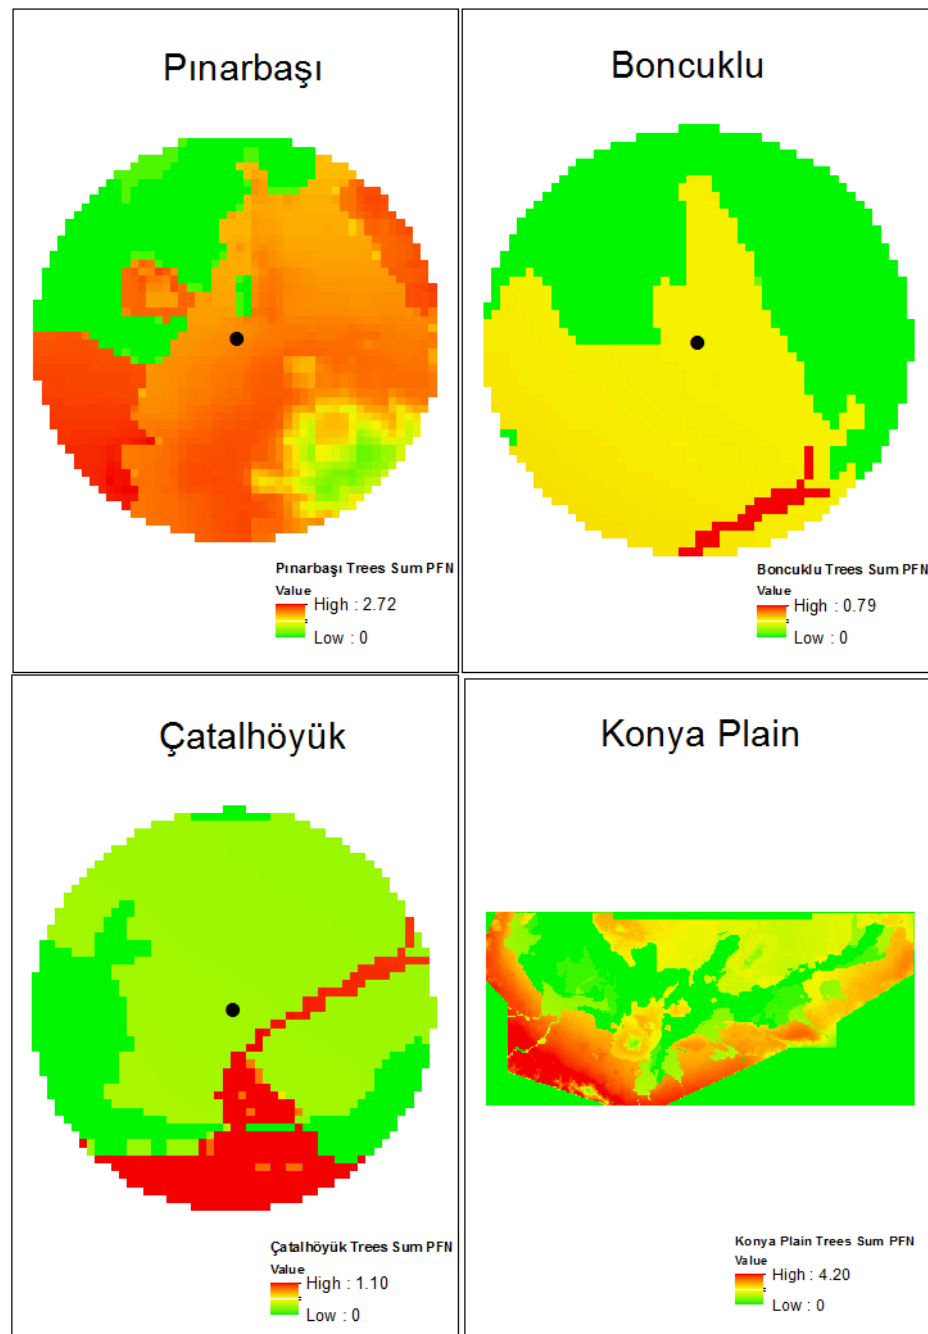 Pınarbaşı
Pınarbaşı Trees Sum PFN
Value
High : 2.72
Low : 0
Boncuklu
Boncuklu Trees Sum PFN
Value
High : 0.79
Low : 0
Çatalhöyük
Çatalhöyük Trees Sum PFN
Value
High : 1.10
Low : 0
Konya Plain
Konya Plain Trees Sum PFN
Value
High : 4.20
Low : 0